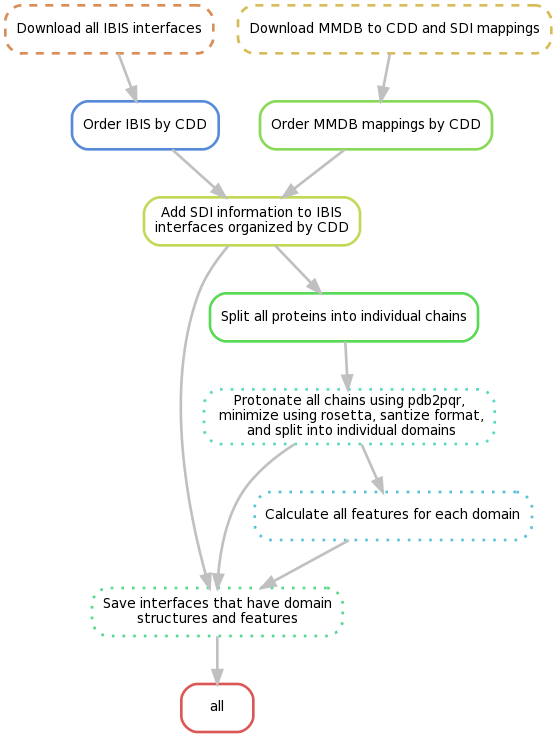 Download all IBIS interfaces
Download MMDB to CDD and SDI mappings
Order IBIS by CDD
Order MMDB mappings by CDD
Add SDI information to IBIS
interfaces organized by CDD
Split all proteins into individual chains
Protonate all chains using pdb2pqr,
minimize using rosetta, santize format,
and split into individual domains
Calculate all features for each domain
Save interfaces that have domain
structures and features
all